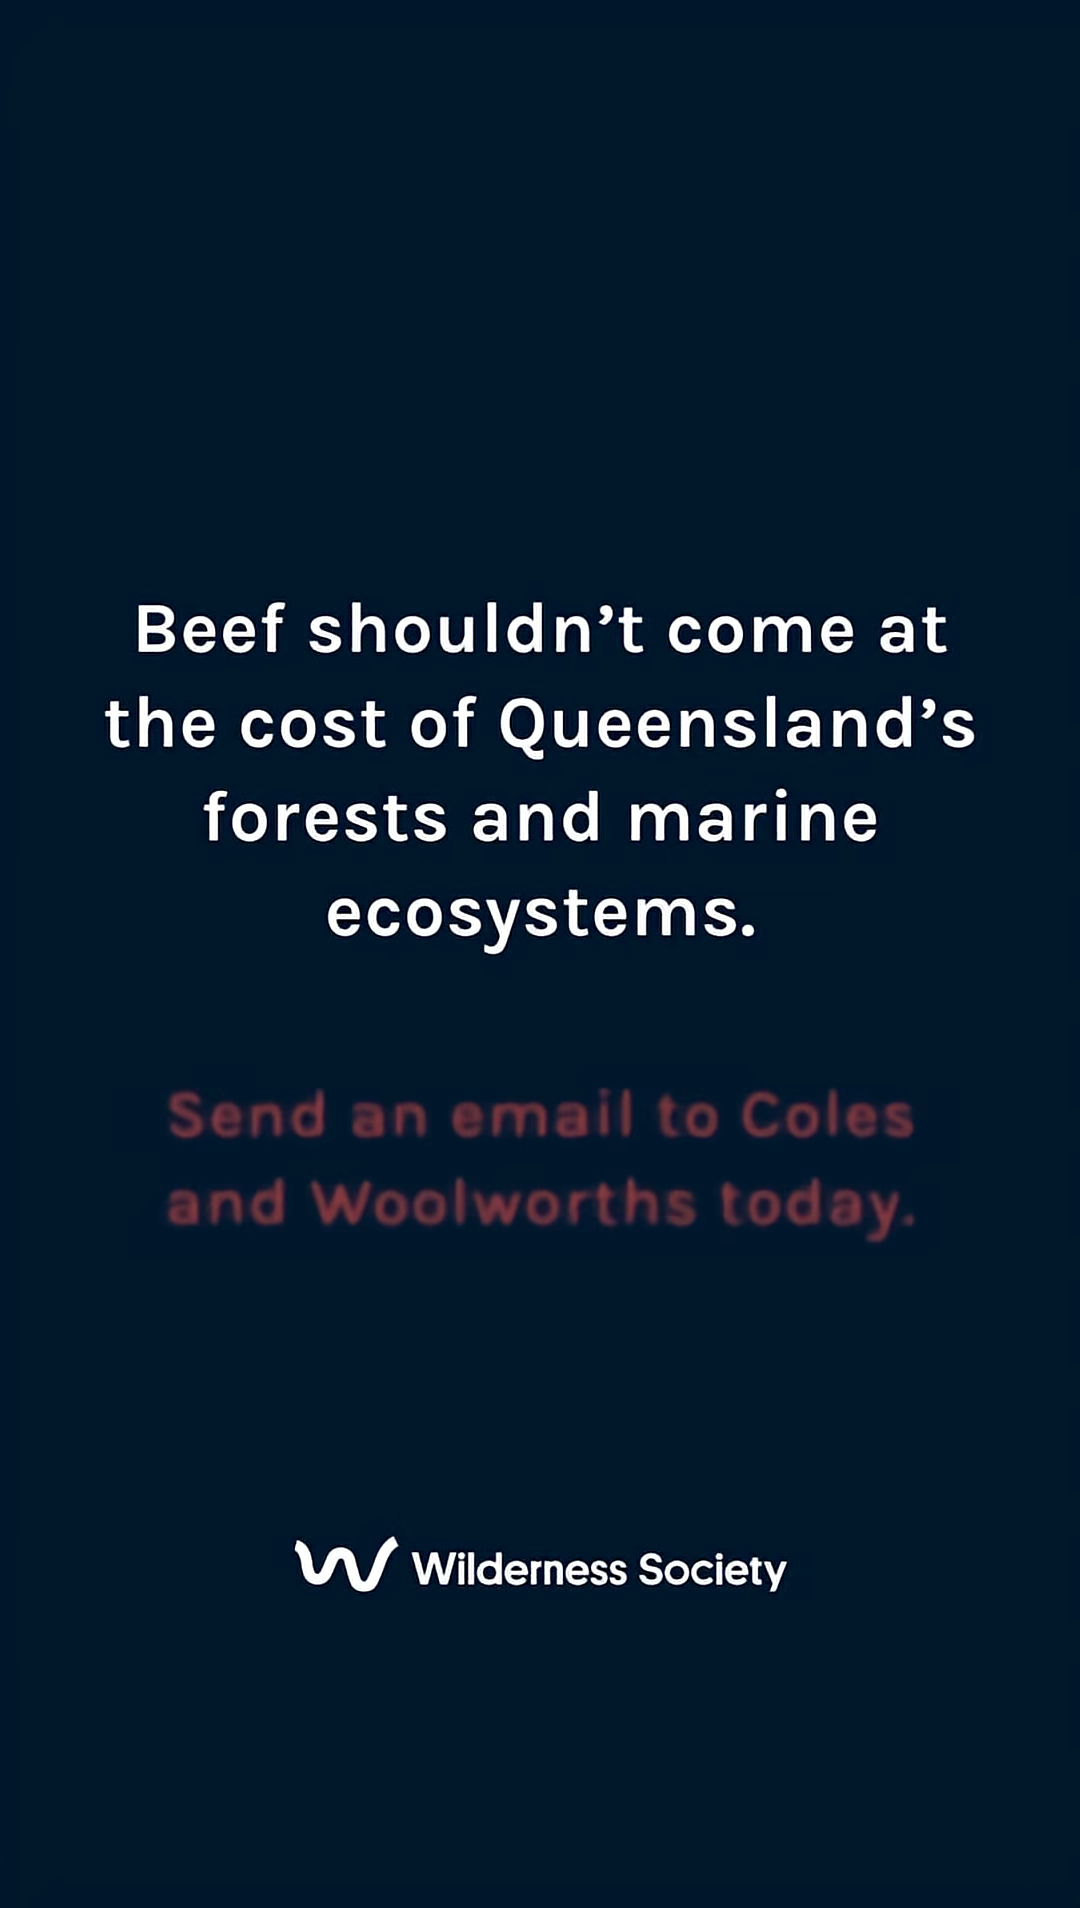 Beef shouldn’t come at
the cost of Queensland’s
forests and marine
ecosystems.
Send an email to Coles
and Woolworths today.
Wilderness Society